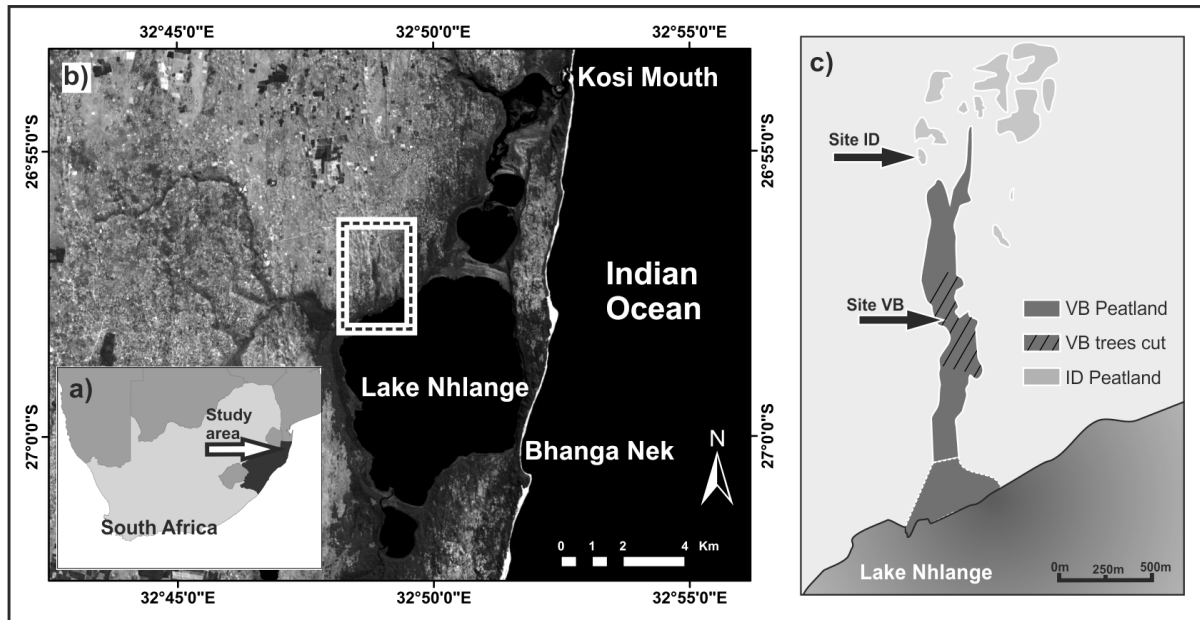 32°45'0"E
32°50'0"E
32°55'0"E
b)
Kosi Mouth
26°55'0"S
26°55'0"S
Indian
Ocean
Lake Nhlange
a)
Study
area
South Africa
27°0'0"S
27°0'0"S
Bhanga Nek
N
0 1 2 4 Km
32°45'0"E
32°50'0"E
32°55'0"E
c)
Site ID
Site VB
VB Peatland
VB trees cut
ID Peatland
Lake Nhlange
0m 250m 500m